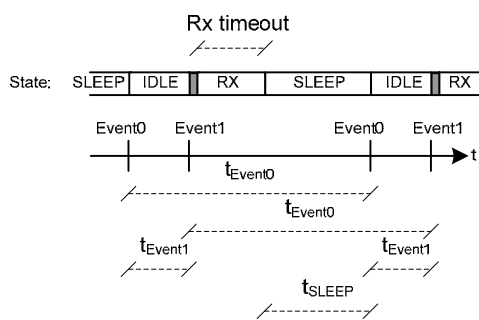 Rx timeout
State: SLEEP IDLE RX SLEEP IDLE RX
Event0 Event1 Event0 Event1
t
tEvent0
tEvent0
tEvent1 tEvent1
tSLEEP